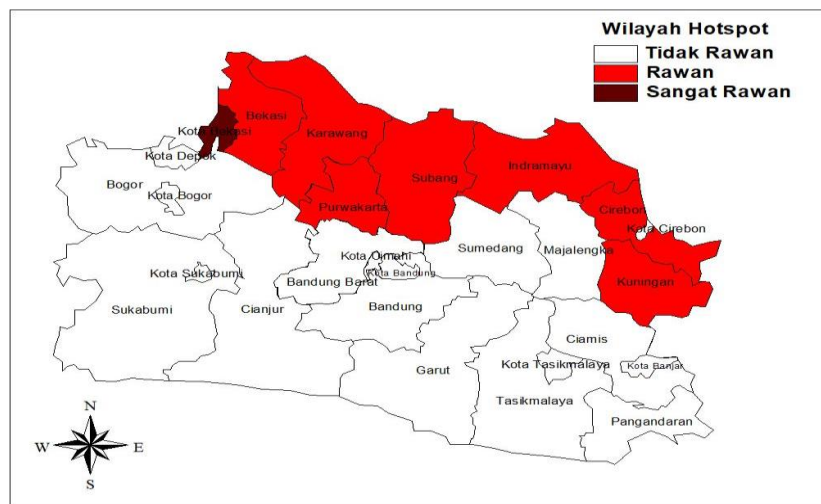 Wilayah Hotspot
Tidak Rawan
Rawan
Sangat Rawan
Bekasi
Kota Bekasi
Karawang
Kota Depok
Bogor
Kota Bogor
Purwakarta
Subang
Indramayu
Cirebon
Kota Cirebon
Kota Cimahi
Kota Bandung
Sumedang
Majalengka
Kota Sukabumi
Bandung Barat
Kuningan
Sukabumi
Cianjur
Bandung
Ciamis
Garut
Kota Tasikmalaya
Kota Banjar
Tasikmalaya
Pangandaran
N
W
E
S